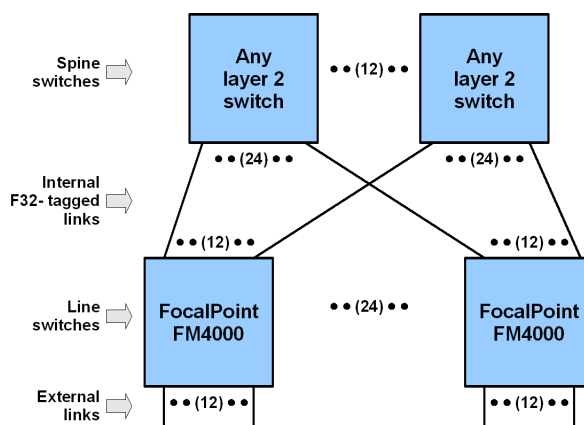 Spine
switches
Any
layer 2
switch
•• (12) ••
Any
layer 2
switch
•• (24) ••
•• (24) ••
Internal
F32- tagged
links
•• (12) ••
•• (12) ••
Line
switches
FocalPoint
FM4000
•• (24) ••
FocalPoint
FM4000
External
links
•• (12) ••
•• (12) ••